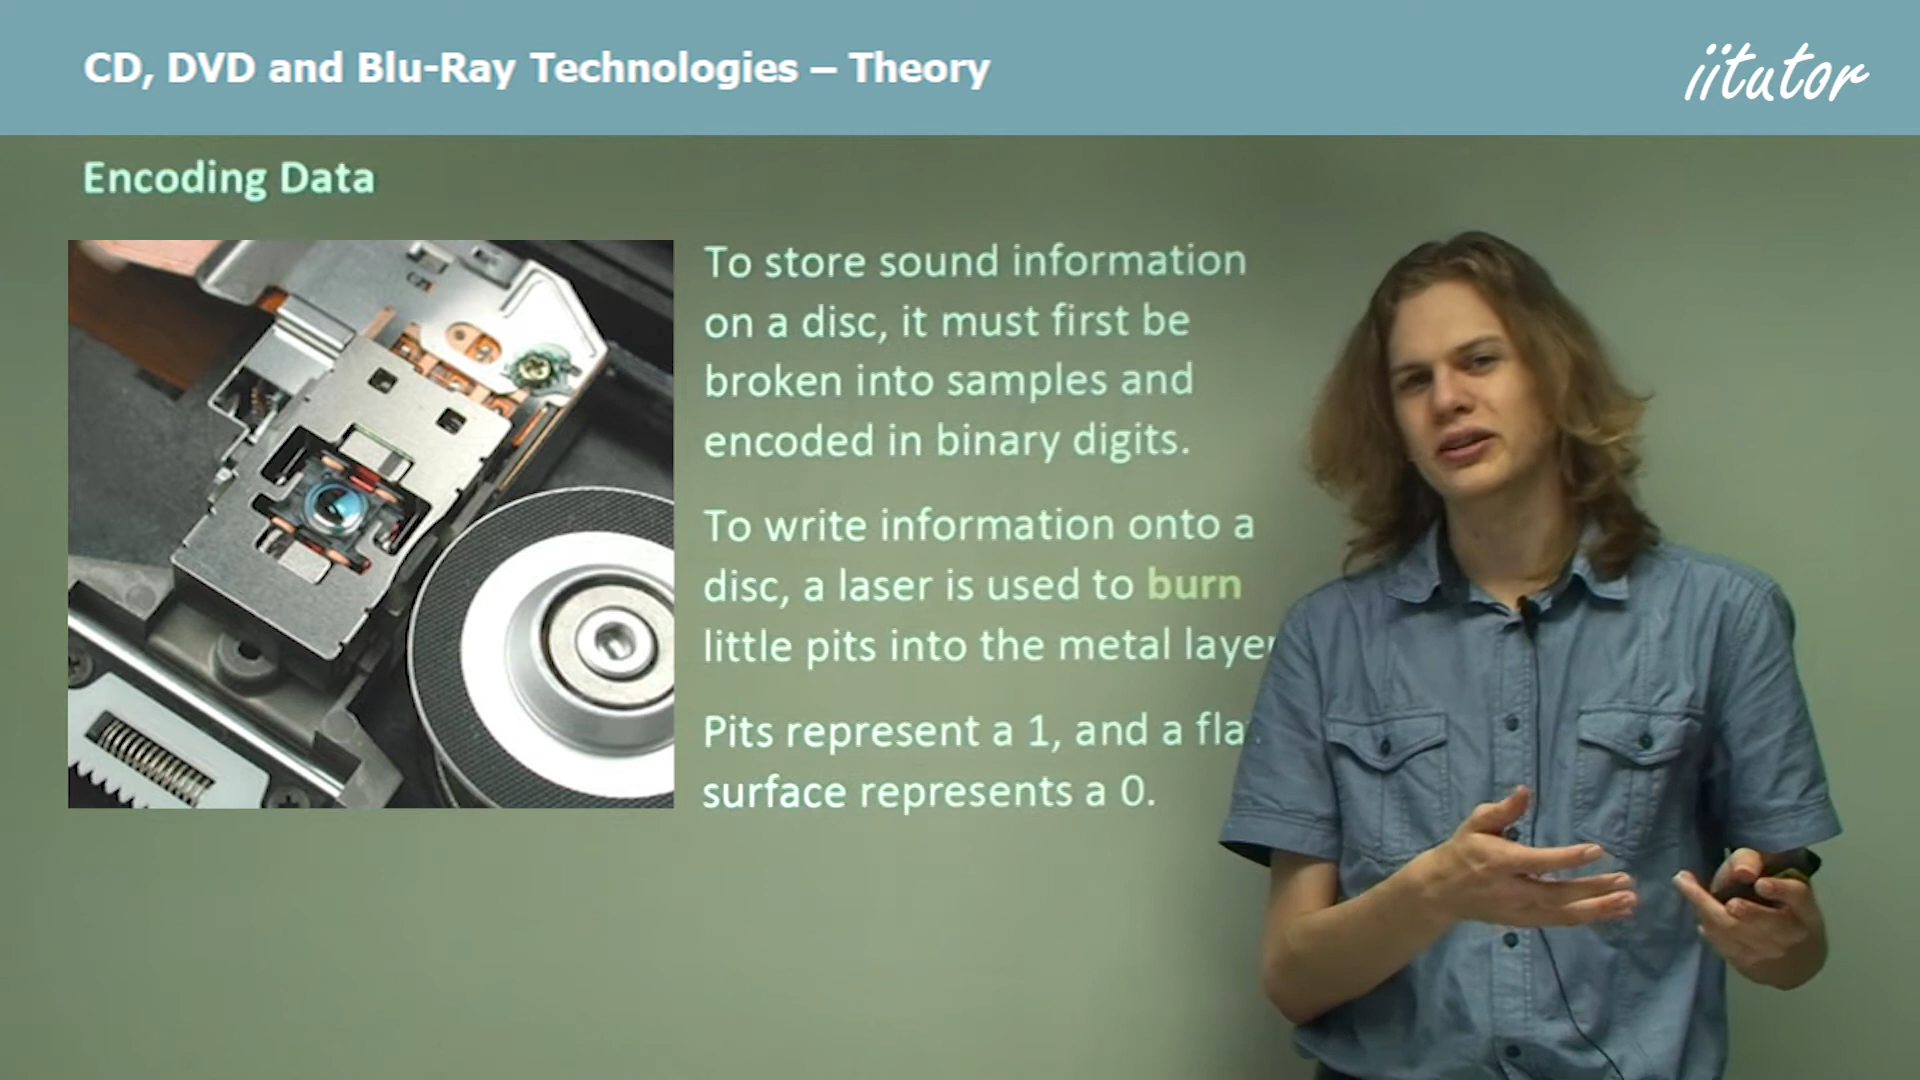 CD, DVD and Blu-Ray Technologies – Theory
iitutor
Encoding Data
To store sound information
on a disc, it must first be
broken into samples and
encoded in binary digits.
To write information onto a
disc, a laser is used to burn
little pits into the metal layer
Pits represent a 1, and a fla
surface represents a 0.